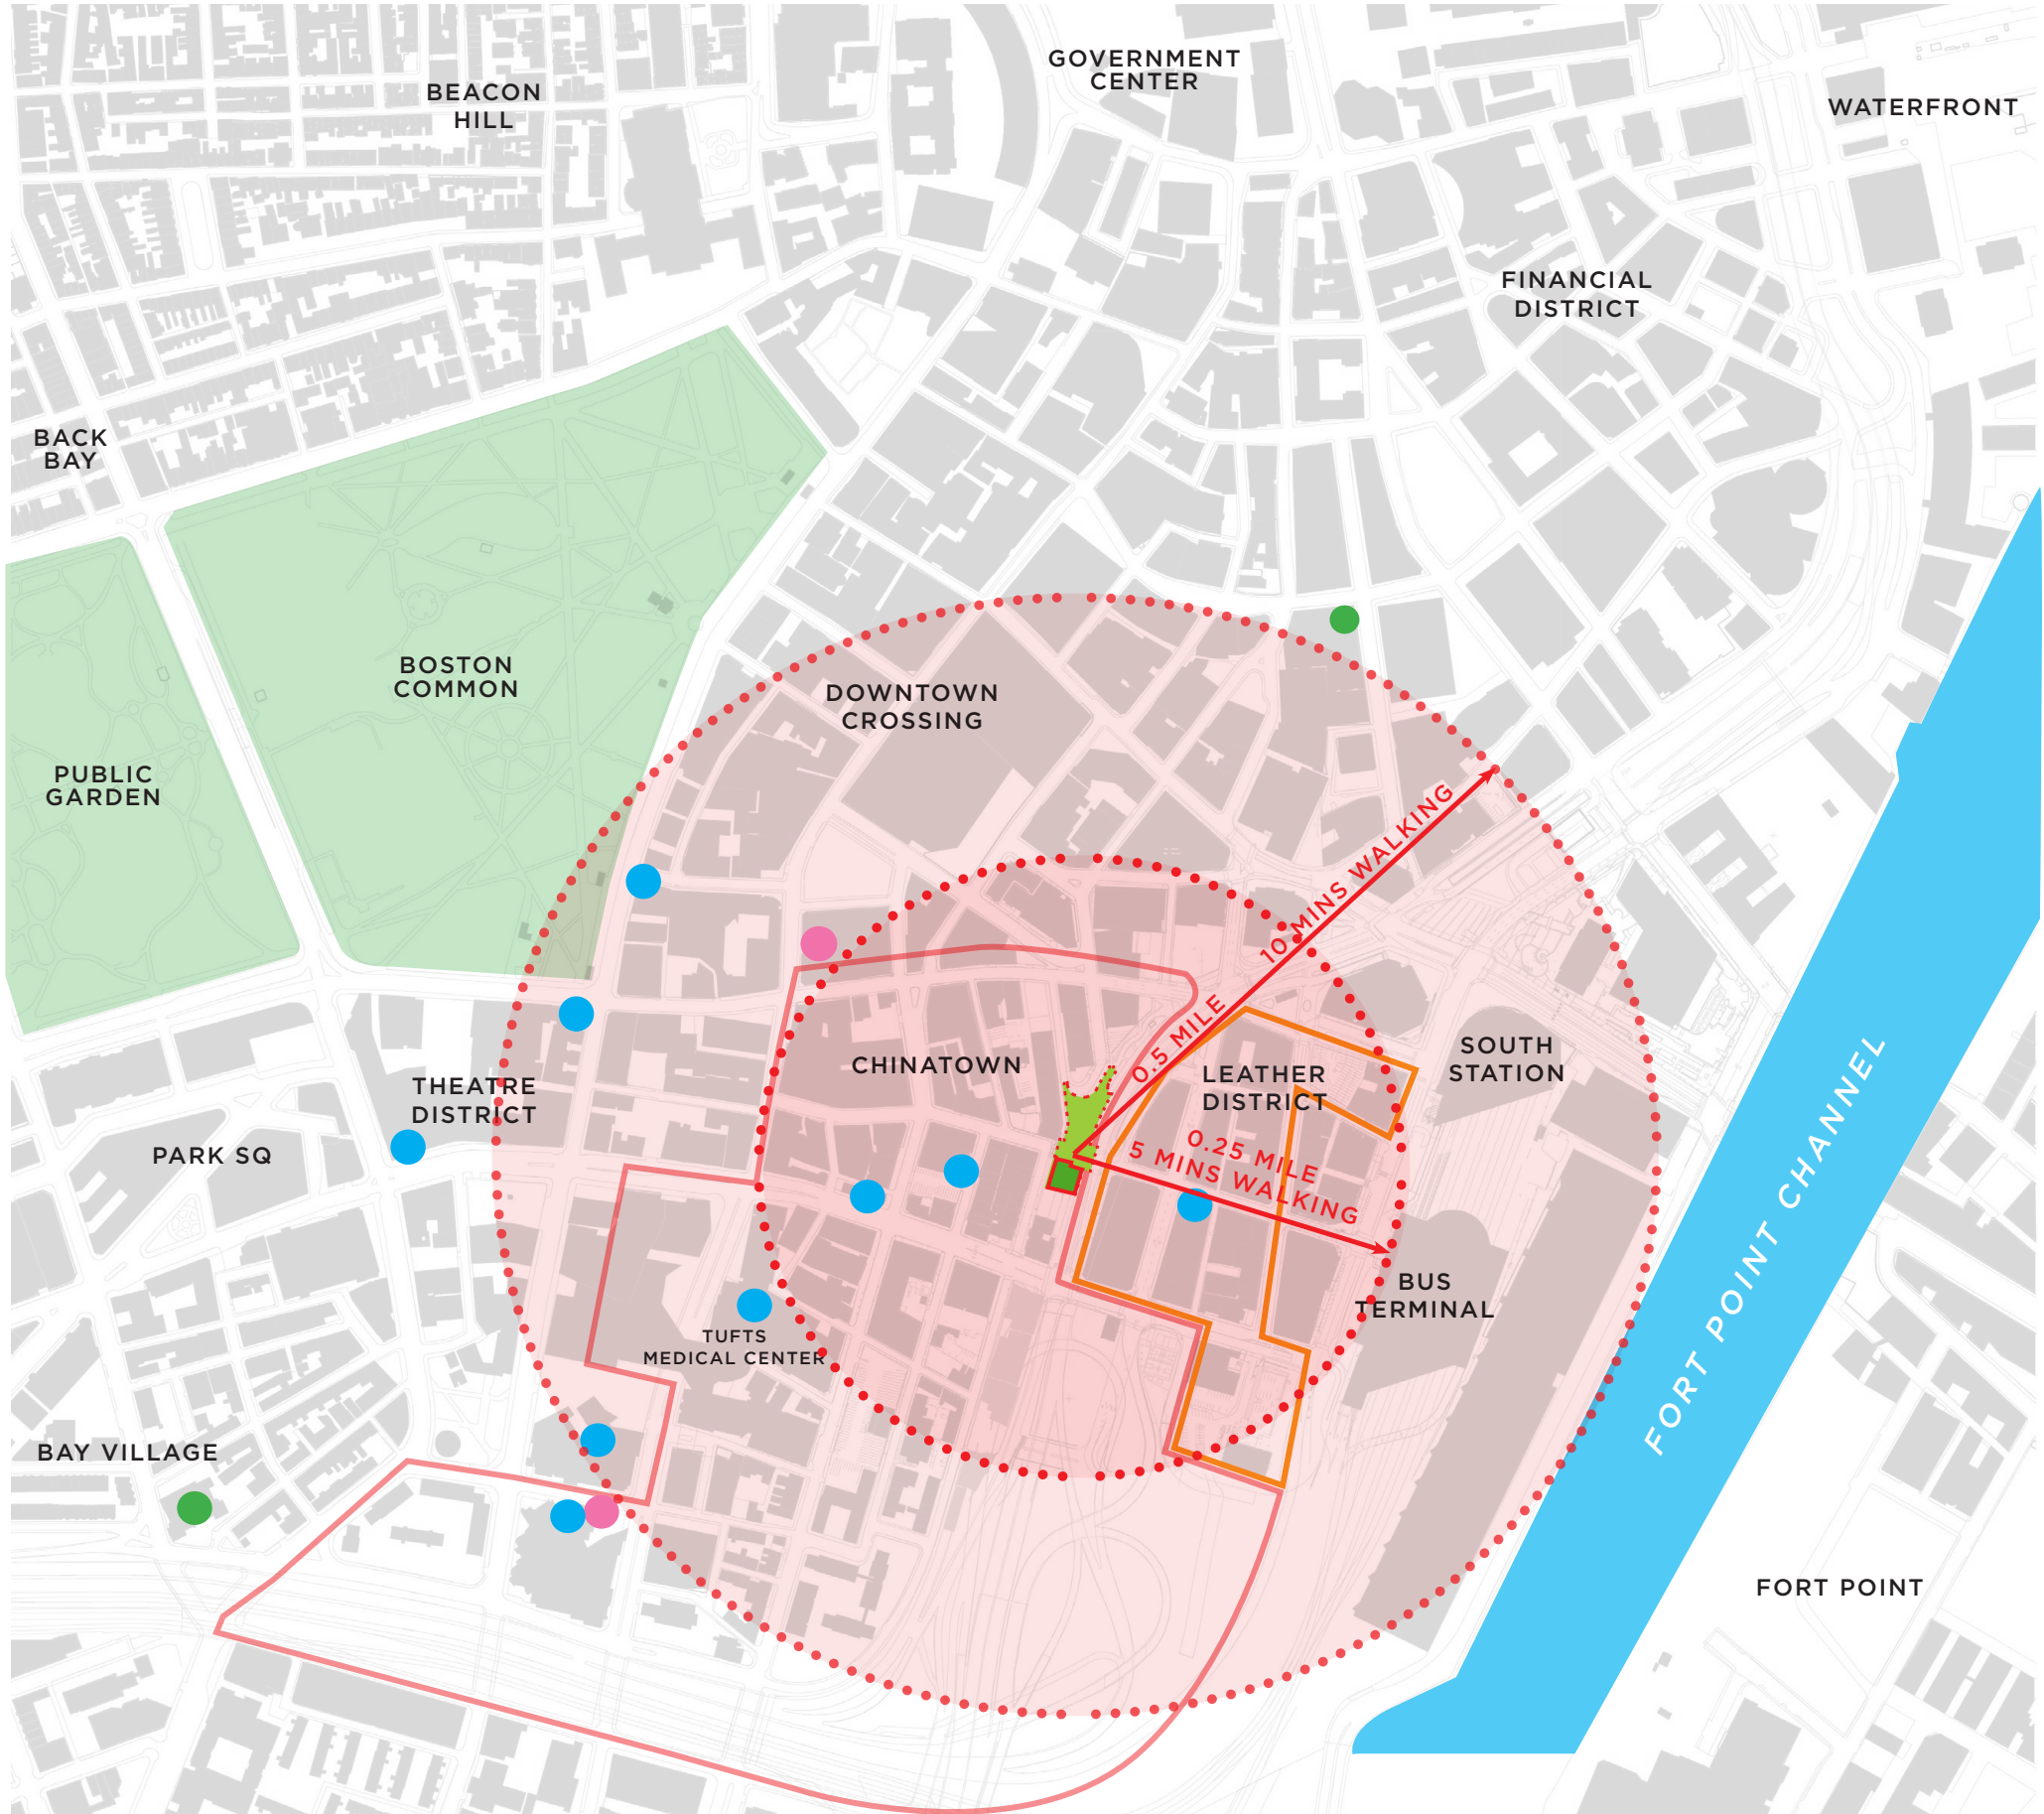 GOVERNMENT
CENTER
BEACON
HILL
WATERFRONT
FINANCIAL
DISTRICT
BACK
BAY
BOSTON
COMMON
DOWNTOWN
CROSSING
PUBLIC
GARDEN
10 MINS WALKING
0.5 MILE
CHINATOWN
LEATHER
DISTRICT
SOUTH
STATION
THEATRE
DISTRICT
PARK SQ
0.25 MILE
5 MINS WALKING
FORT POINT CHANNEL
BUS
TERMINAL
TUFTS
MEDICAL CENTER
BAY VILLAGE
FORT POINT